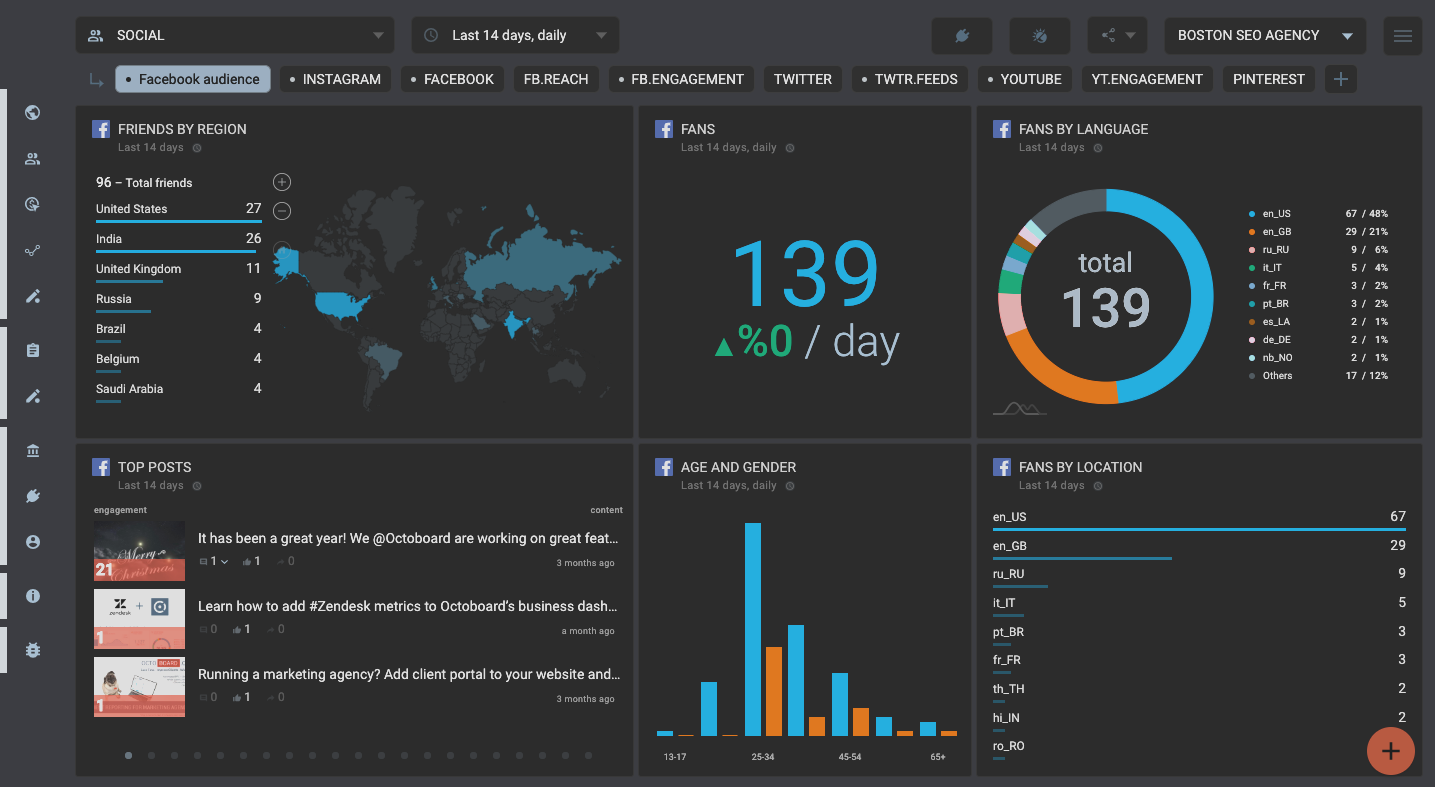 SOCIAL
Last 14 days, daily
BOSTON SEO AGENCY
• Facebook audience
• INSTAGRAM
• FACEBOOK
FB.REACH
• FB.ENGAGEMENT
TWITTER
• TWTR.FEEDS
• YOUTUBE
YT.ENGAGEMENT
PINTEREST
FRIENDS BY REGION
Last 14 days
96 – Total friends
United States 27
India 26
United Kingdom 11
Russia 9
Brazil 4
Belgium 4
Saudi Arabia 4
FANS
Last 14 days, daily
139
▲%0 / day
FANS BY LANGUAGE
Last 14 days
total
139
en_US 67 / 48%
en_GB 29 / 21%
ru_RU 9 / 6%
it_IT 5 / 4%
fr_FR 3 / 2%
pt_BR 3 / 2%
es_LA 2 / 1%
de_DE 2 / 1%
nb_NO 2 / 1%
Others 17 / 12%
TOP POSTS
Last 14 days
engagement content
Merry
Christmas
21
It has been a great year! We @Octoboard are working on great feat...
1 1 0
3 months ago
zendesk +
1
Learn how to add #Zendesk metrics to Octoboard's business dash...
0 1 0
a month ago
OCTO BOARD
1
Running a marketing agency? Add client portal to your website and...
0 1 0
3 months ago
AGE AND GENDER
Last 14 days, daily
13-17 25-34 45-54 65+
FANS BY LOCATION
Last 14 days
en_US 67
en_GB 29
ru_RU 9
it_IT 5
pt_BR 3
fr_FR 3
th_TH 2
hi_IN 2
ro_RO